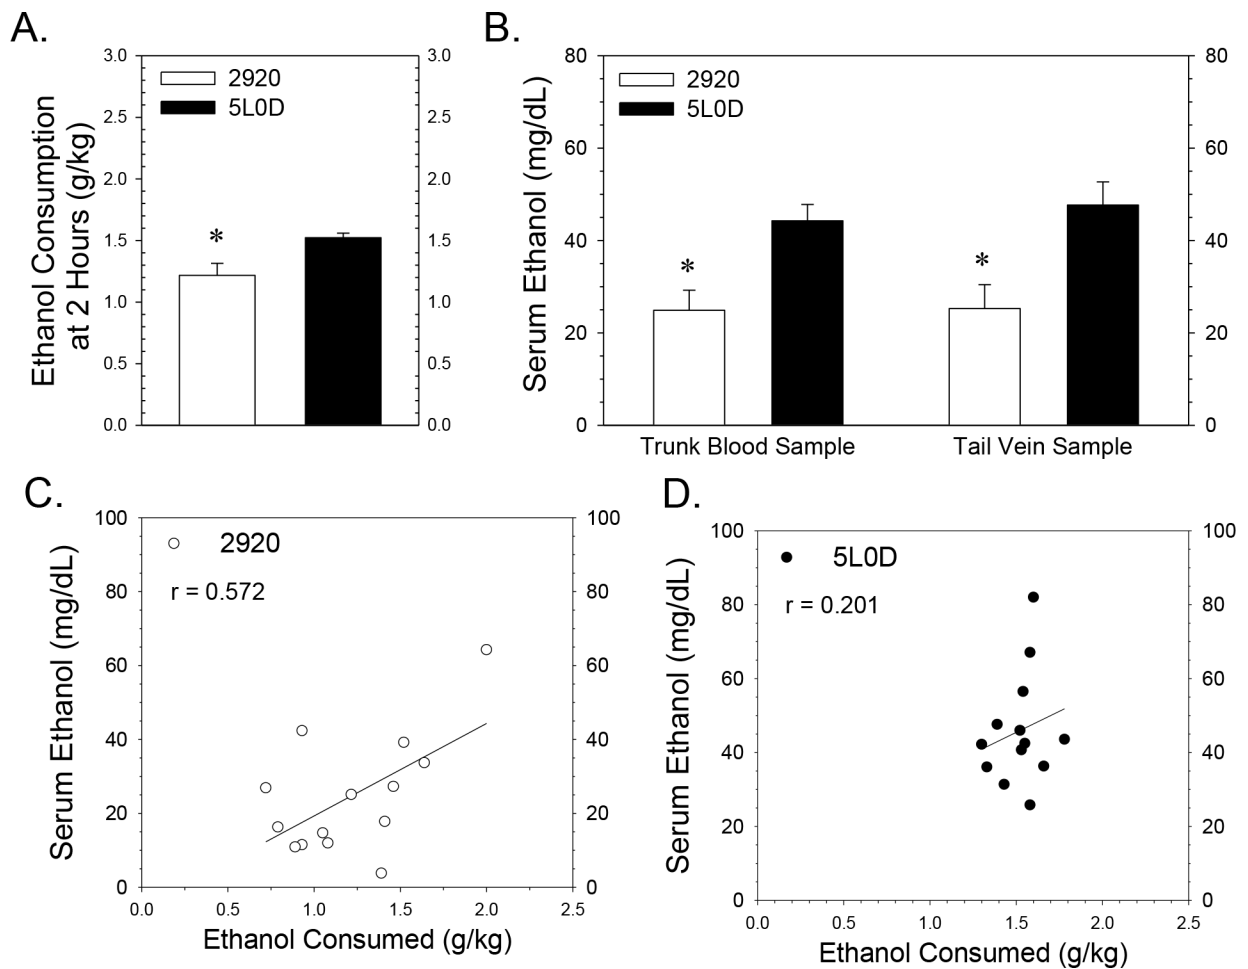 A.
Ethanol Consumption
at 2 Hours (g/kg)
3.0
2.5
2.0
1.5
1.0
0.5
0.0
2920
5L0D
*
3.0
2.5
2.0
1.5
1.0
0.5
0.0
B.
Serum Ethanol (mg/dL)
80
60
40
20
0
2920
5L0D
*
*
80
60
40
20
0
Trunk Blood Sample
Tail Vein Sample
C.
Serum Ethanol (mg/dL)
100
80
60
40
20
0
2920
r = 0.572
100
80
60
40
20
0
0.0 0.5 1.0 1.5 2.0 2.5
Ethanol Consumed (g/kg)
D.
Serum Ethanol (mg/dL)
100
80
60
40
20
0
5L0D
r = 0.201
100
80
60
40
20
0
0.0 0.5 1.0 1.5 2.0 2.5
Ethanol Consumed (g/kg)